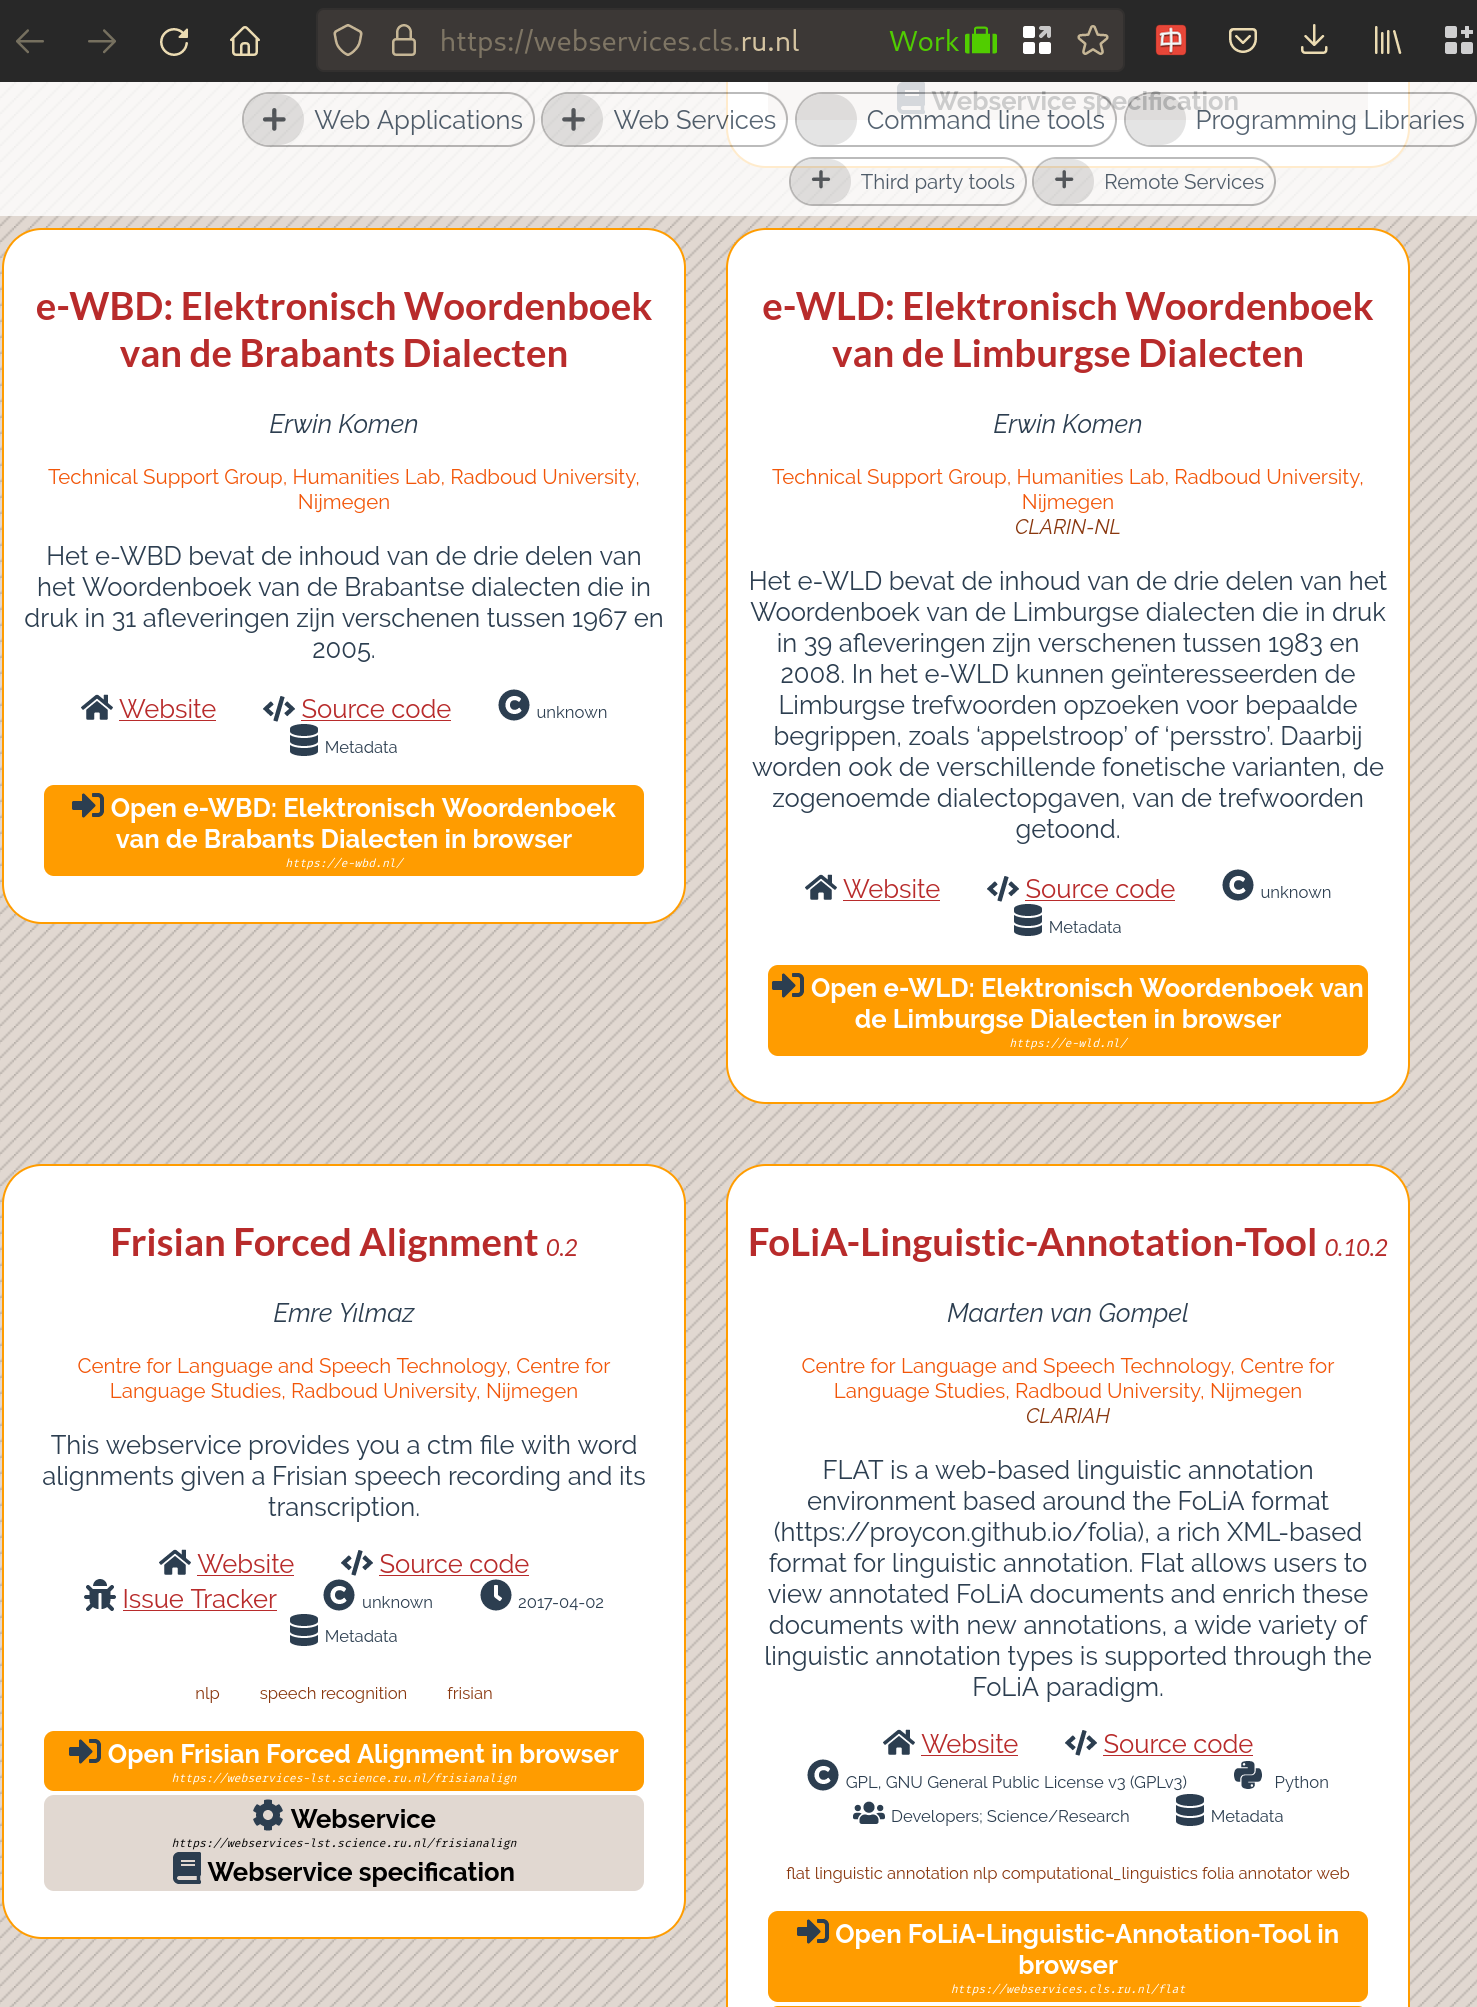 https://webservices.cls.ru.nl
Work
Webservice specification
Web Applications
Web Services
Command line tools
Programming Libraries
Third party tools
Remote Services
e-WBD: Elektronisch Woordenboek
van de Brabants Dialecten
Erwin Komen
Technical Support Group, Humanities Lab, Radboud University,
Nijmegen
Het e-WBD bevat de inhoud van de drie delen van
het Woordenboek van de Brabantse dialecten die in
druk in 31 afleveringen zijn verschenen tussen 1967 en
2005.
Website Source code unknown
Metadata
Open e-WBD: Elektronisch Woordenboek
van de Brabants Dialecten in browser
https://e-wbd.nl/
e-WLD: Elektronisch Woordenboek
van de Limburgse Dialecten
Erwin Komen
Technical Support Group, Humanities Lab, Radboud University,
Nijmegen
CLARIN-NL
Het e-WLD bevat de inhoud van de drie delen van het
Woordenboek van de Limburgse dialecten die in druk
in 39 afleveringen zijn verschenen tussen 1983 en
2008. In het e-WLD kunnen geïnteresseerden de
Limburgse trefwoorden opzoeken voor bepaalde
begrippen, zoals ‘appelstroop’ of ‘persstro’. Daarbij
worden ook de verschillende fonetische varianten, de
zogenoemde dialectopgaven, van de trefwoorden
getoond.
Website Source code unknown
Metadata
Open e-WLD: Elektronisch Woordenboek van
de Limburgse Dialecten in browser
https://e-wld.nl/
Frisian Forced Alignment 0.2
Emre Yılmaz
Centre for Language and Speech Technology, Centre for
Language Studies, Radboud University, Nijmegen
This webservice provides you a ctm file with word
alignments given a Frisian speech recording and its
transcription.
Website Source code
Issue Tracker unknown 2017-04-02
Metadata
nlp speech recognition frisian
Open Frisian Forced Alignment in browser
https://webservices-lst.science.ru.nl/frisianalign
Webservice
https://webservices-lst.science.ru.nl/frisianalign
Webservice specification
FoLiA-Linguistic-Annotation-Tool 0.10.2
Maarten van Gompel
Centre for Language and Speech Technology, Centre for
Language Studies, Radboud University, Nijmegen
CLARIAH
FLAT is a web-based linguistic annotation
environment based around the FoLiA format
(https://proycon.github.io/folia), a rich XML-based
format for linguistic annotation. Flat allows users to
view annotated FoLiA documents and enrich these
documents with new annotations, a wide variety of
linguistic annotation types is supported through the
FoLiA paradigm.
Website Source code
GPL, GNU General Public License v3 (GPLv3) Python
Developers; Science/Research Metadata
flat linguistic annotation nlp computational_linguistics folia annotator web
Open FoLiA-Linguistic-Annotation-Tool in
browser
https://webservices.cls.ru.nl/flat